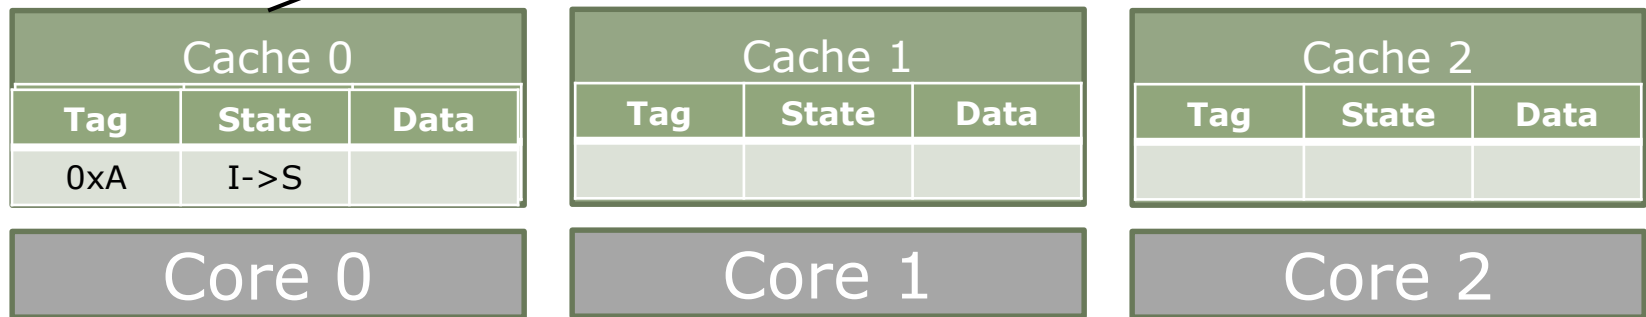 Cache 0
Tag State Data
0xA I->S
Core 0
Cache 1
Tag State Data
Core 1
Cache 2
Tag State Data
Core 2